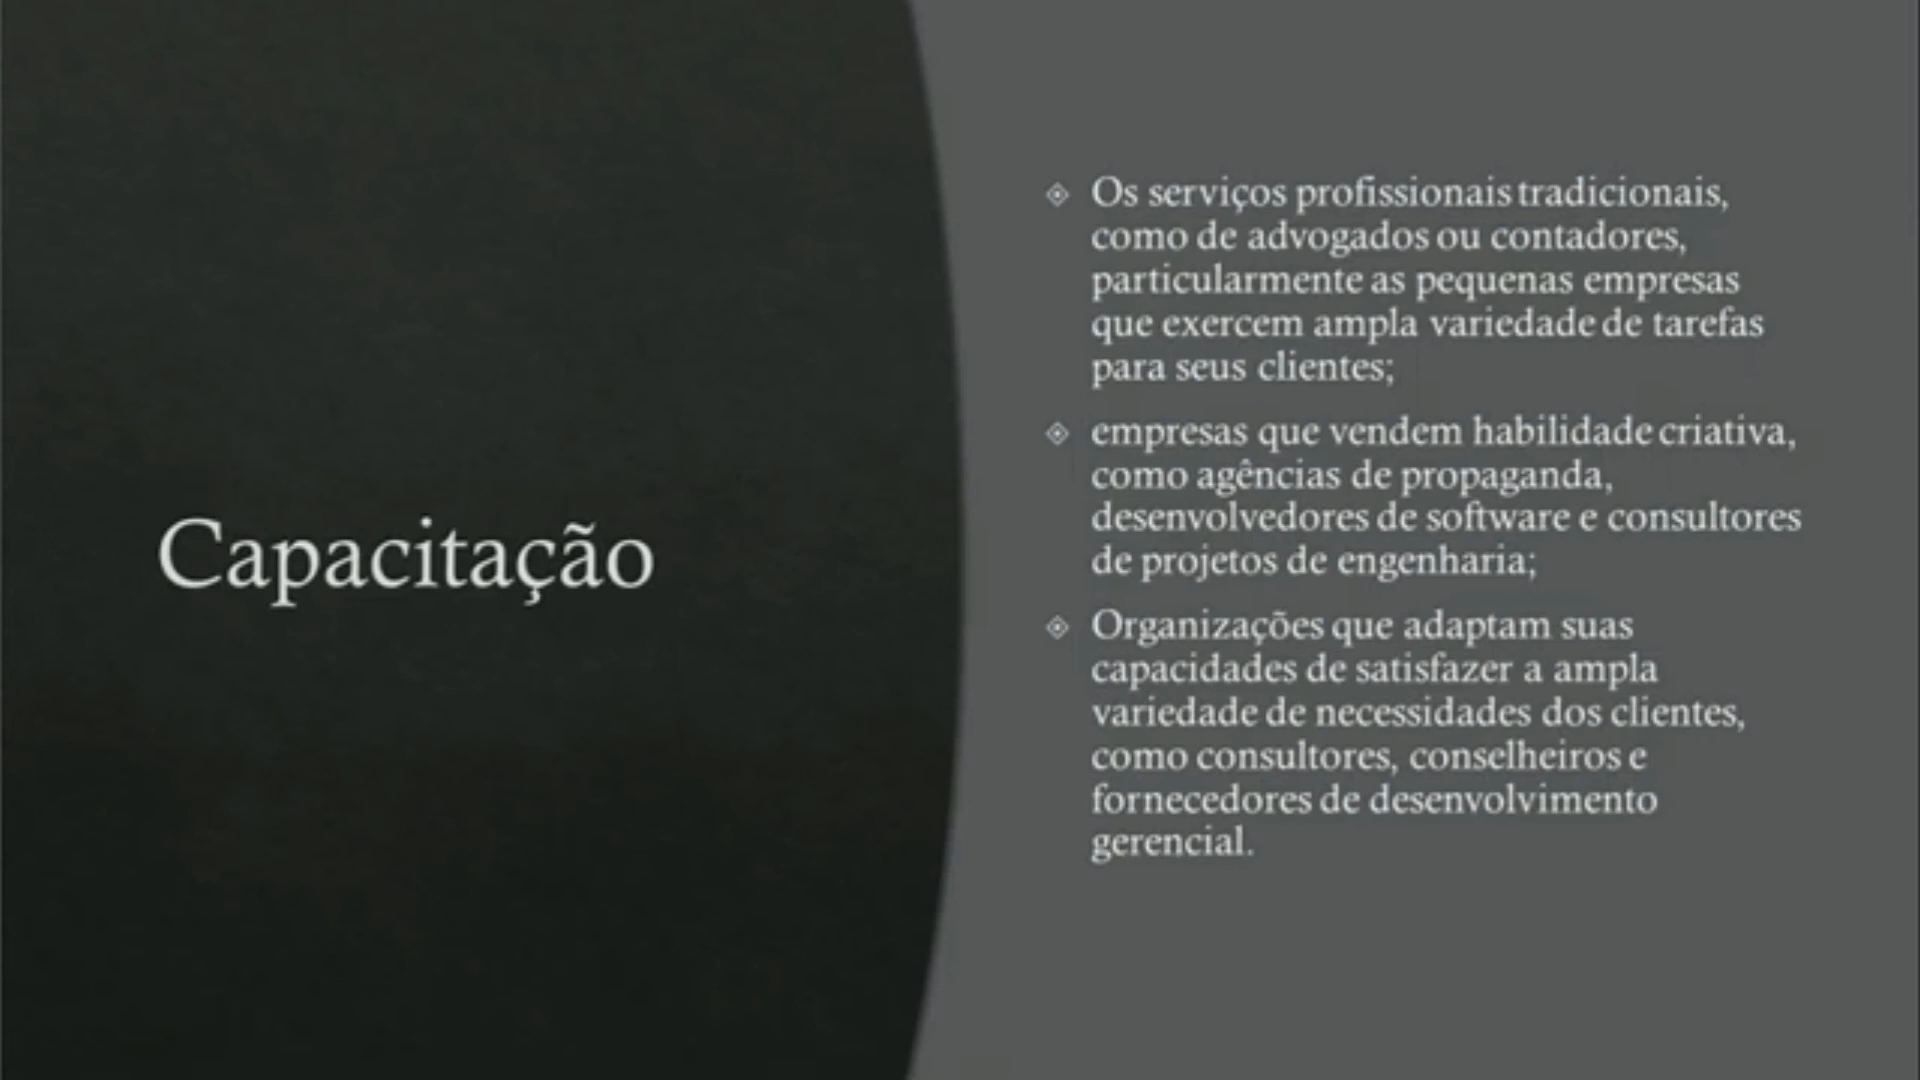 Capacitação
Os serviços profissionais tradicionais,
como de advogados ou contadores,
particularmente as pequenas empresas
que exercem ampla variedade de tarefas
para seus clientes;
empresas que vendem habilidade criativa,
como agências de propaganda,
desenvolvedores de software e consultores
de projetos de engenharia;
Organizações que adaptam suas
capacidades de satisfazer a ampla
variedade de necessidades dos clientes,
como consultores, conselheiros e
fornecedores de desenvolvimento
gerencial.